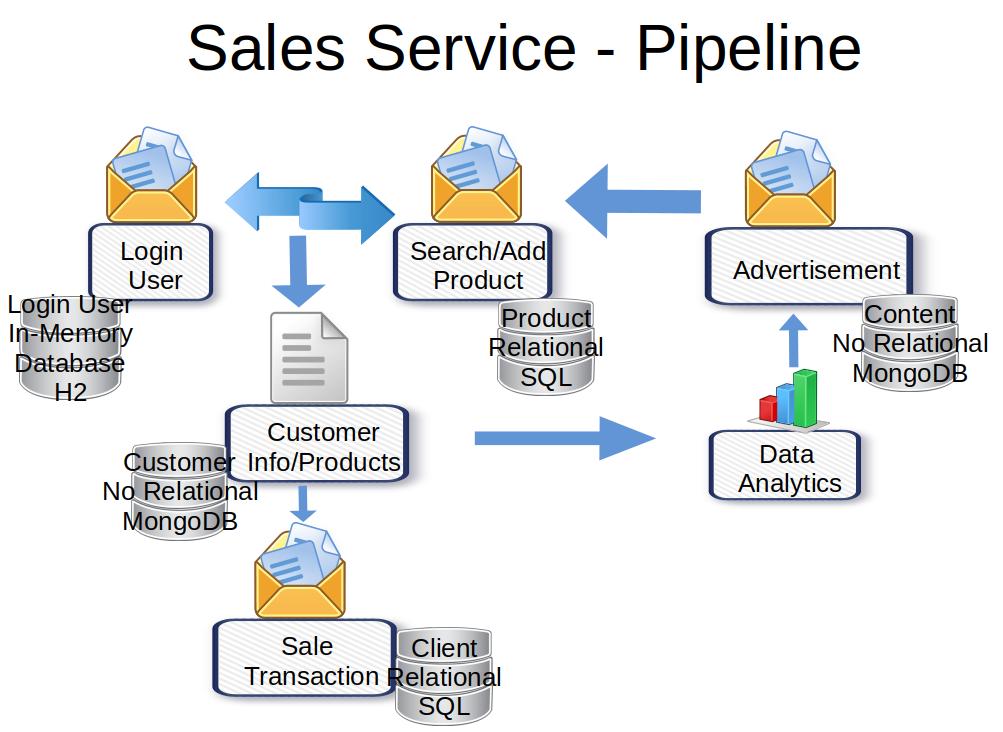 Sales Service - Pipeline
Login
User
Search/Add
Product
Advertisement
Login User
In-Memory
Database
H2
Product
Relational
SQL
Content
No Relational
MongoDB
Customer
Info/Products
Customer
No Relational
MongoDB
Data
Analytics
Sale
Transaction
Client
Relational
SQL